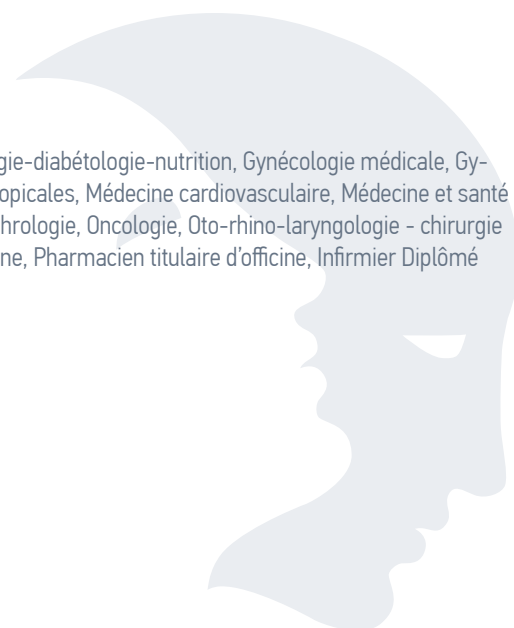 gie-diabétologie-nutrition, Gynécologie médicale, Gy-
opicales, Médecine cardiovasculaire, Médecine et santé
hrologie, Oncologie, Oto-rhino-laryngologie - chirurgie
ne, Pharmacien titulaire d’officine, Infirmier Diplômé